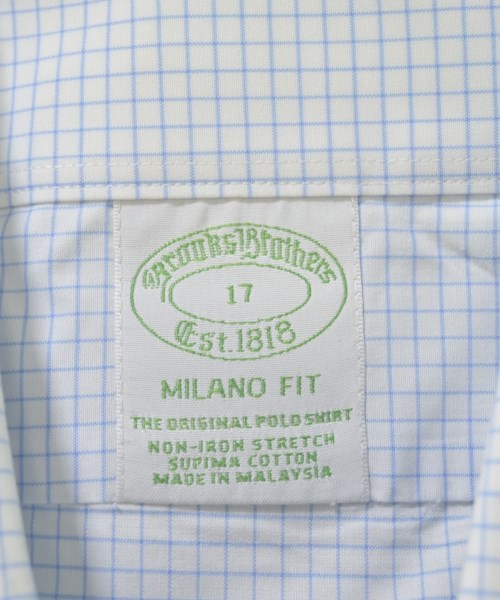 Brooks Brothers
17
Est. 1818
MILANO FIT
THE ORIGINAL POLO SHIRT
NON-IRON STRETCH
SUPIMA COTTON
MADE IN MALAYSIA